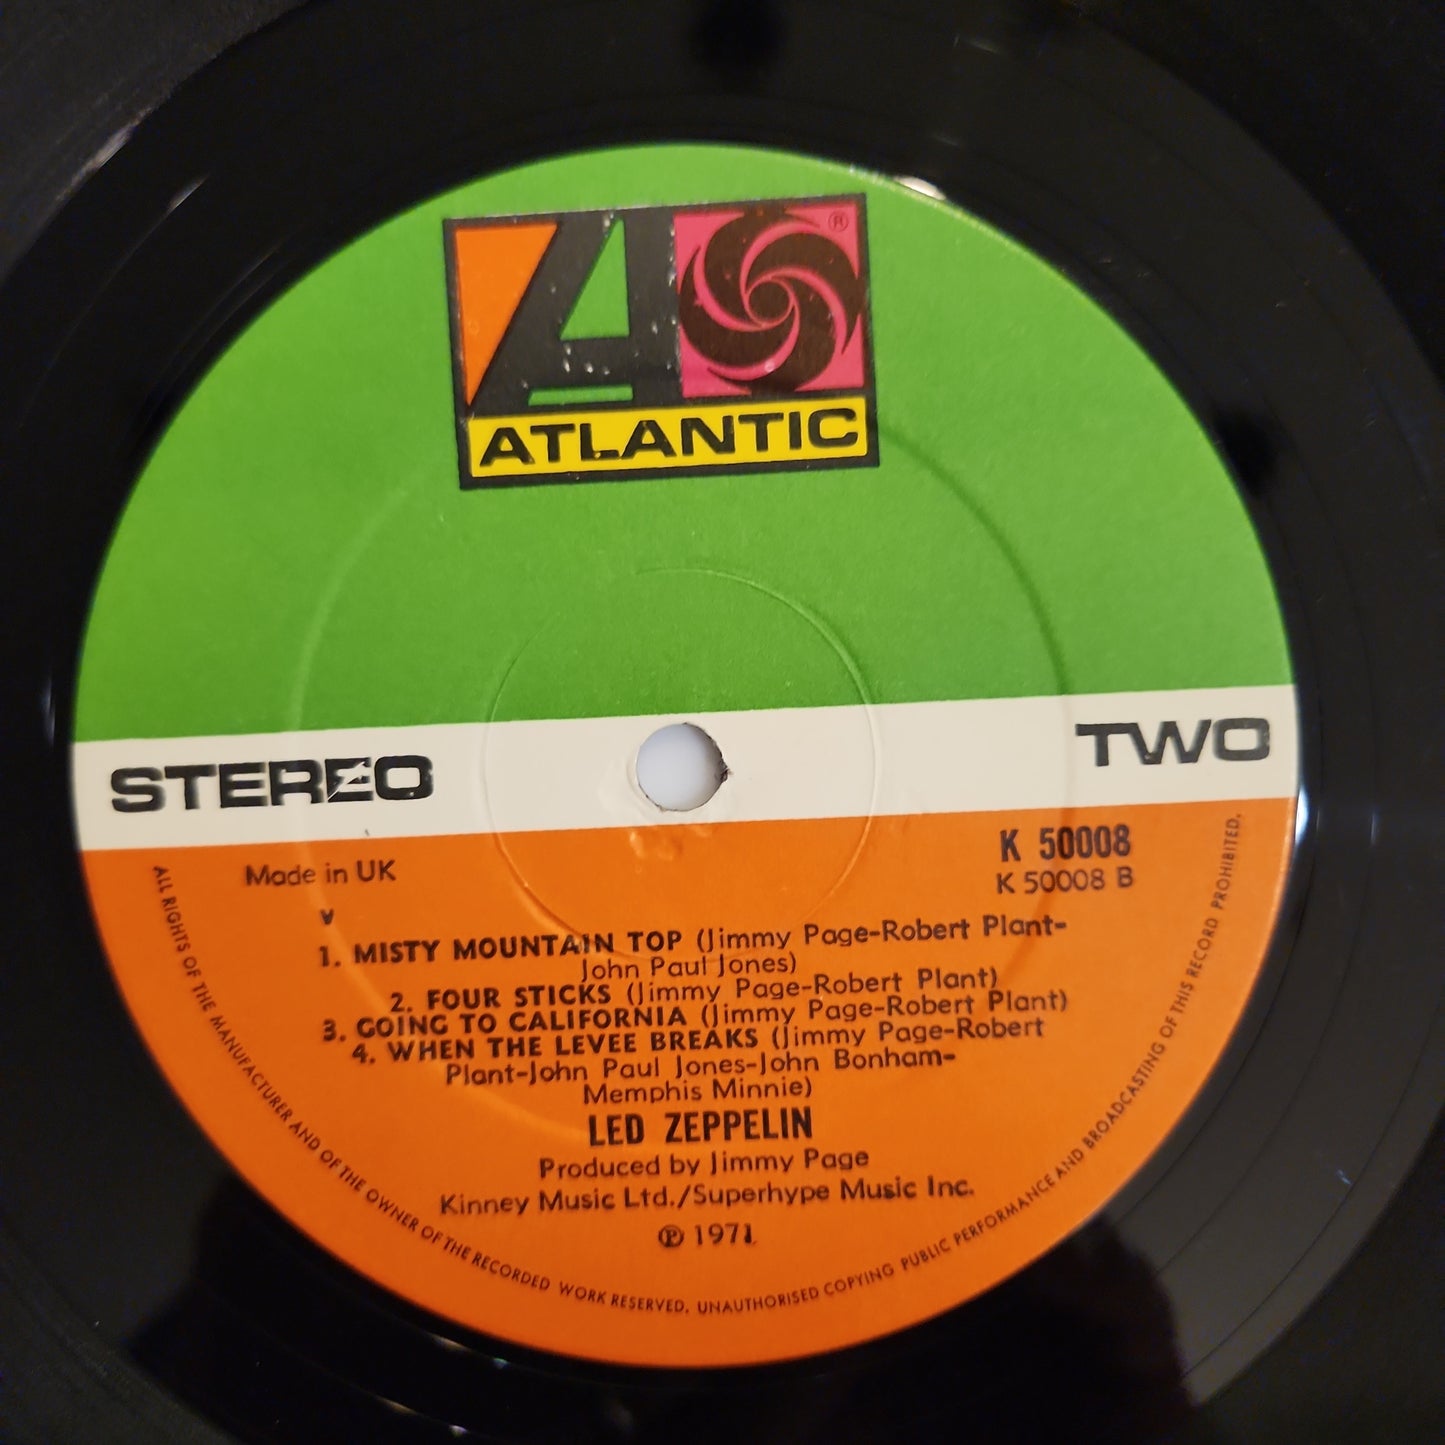 ®
ATLANTIC
STEREO
TWO
Made in UK
K 50008
K 50008 B
v
1. MISTY MOUNTAIN TOP (Jimmy Page-Robert Plant-
John Paul Jones)
2. FOUR STICKS (Jimmy Page-Robert Plant)
3. GOING TO CALIFORNIA (Jimmy Page-Robert Plant)
4. WHEN THE LEVEE BREAKS (Jimmy Page-Robert
Plant-John Paul Jones-John Bonham-
Memphis Minnie)
LED ZEPPELIN
Produced by Jimmy Page
Kinney Music Ltd./Superhype Music Inc.
℗ 1971
ALL RIGHTS OF THE MANUFACTURER AND OF THE OWNER OF THE RECORDED WORK RESERVED. UNAUTHORISED COPYING PUBLIC PERFORMANCE AND BROADCASTING OF THIS RECORD PROHIBITED.